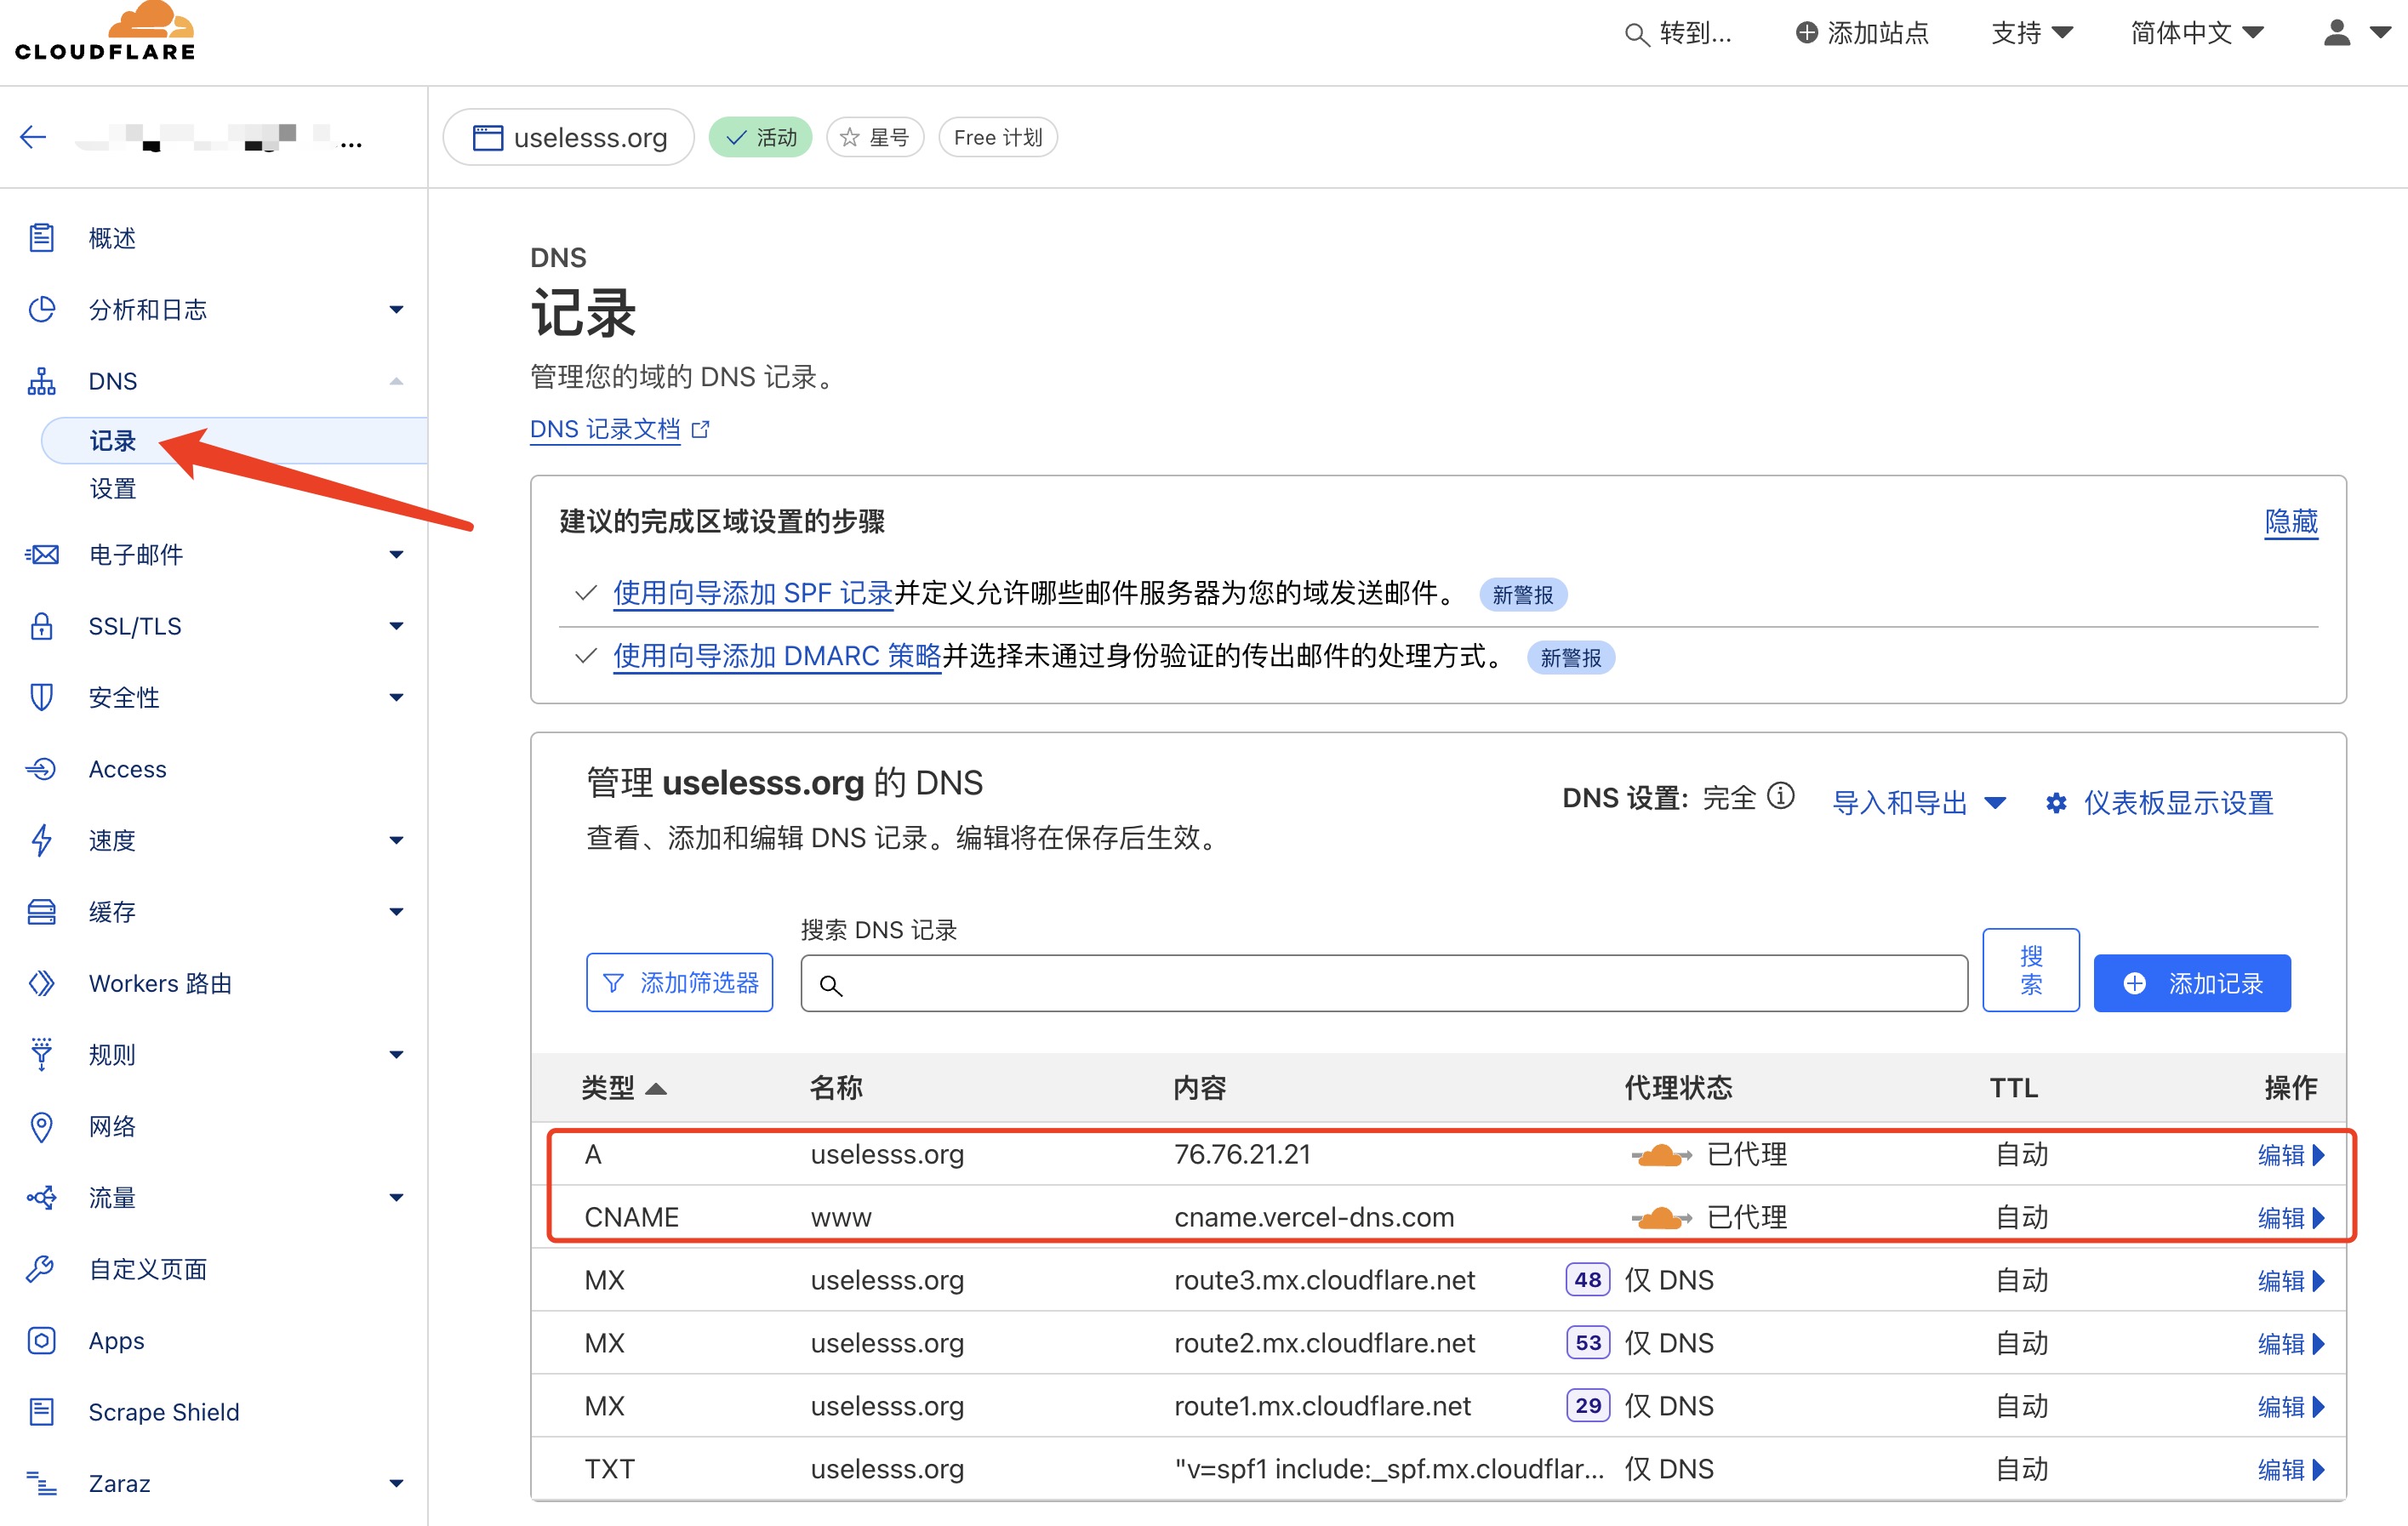 CLOUDFLARE
转到...
添加站点
支持
简体中文
...
uselesss.org
活动
星号
Free 计划
概述
分析和日志
DNS
记录
设置
电子邮件
SSL/TLS
安全性
Access
速度
缓存
Workers 路由
规则
网络
流量
自定义页面
Apps
Scrape Shield
Zaraz
DNS
记录
管理您的域的 DNS 记录。
DNS 记录文档
建议的完成区域设置的步骤
隐藏
使用向导添加 SPF 记录并定义允许哪些邮件服务器为您的域发送邮件。 新警报
使用向导添加 DMARC 策略并选择未通过身份验证的传出邮件的处理方式。 新警报
管理 uselesss.org 的 DNS
查看、添加和编辑 DNS 记录。编辑将在保存后生效。
DNS 设置: 完全
导入和导出
仪表板显示设置
搜索 DNS 记录
添加筛选器
搜索
添加记录
类型 名称 内容 代理状态 TTL 操作
A uselesss.org 76.76.21.21 已代理 自动 编辑
CNAME www cname.vercel-dns.com 已代理 自动 编辑
MX uselesss.org route3.mx.cloudflare.net 48 仅 DNS 自动 编辑
MX uselesss.org route2.mx.cloudflare.net 53 仅 DNS 自动 编辑
MX uselesss.org route1.mx.cloudflare.net 29 仅 DNS 自动 编辑
TXT uselesss.org "v=spf1 include:_spf.mx.cloudflar... 仅 DNS 自动 编辑